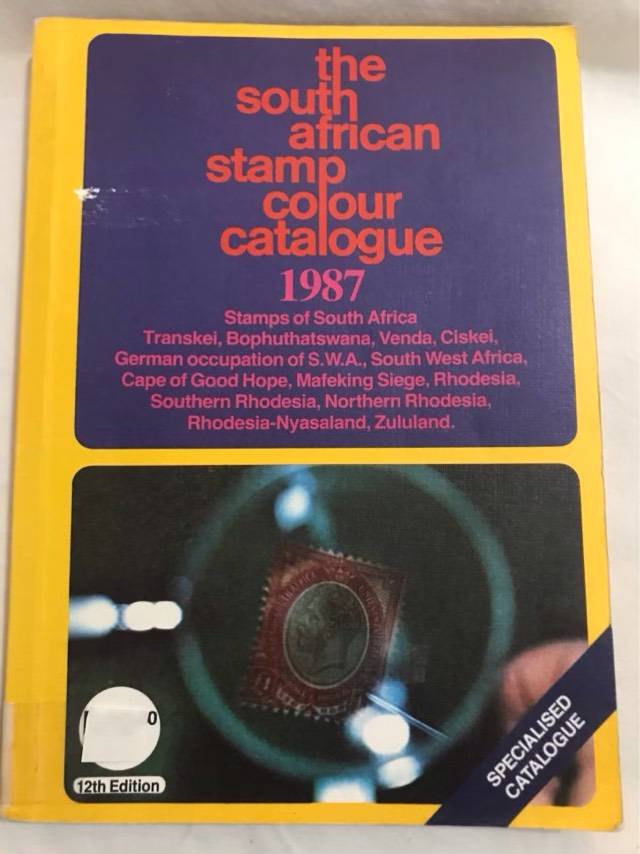 the
south
african
stamp
colour
catalogue
1987
Stamps of South Africa
Transkei, Bophuthatswana, Venda, Ciskei,
German occupation of S.W.A., South West Africa,
Cape of Good Hope, Mafeking Siege, Rhodesia,
Southern Rhodesia, Northern Rhodesia,
Rhodesia-Nyasaland, Zululand.
0
12th Edition
SPECIALISED
CATALOGUE